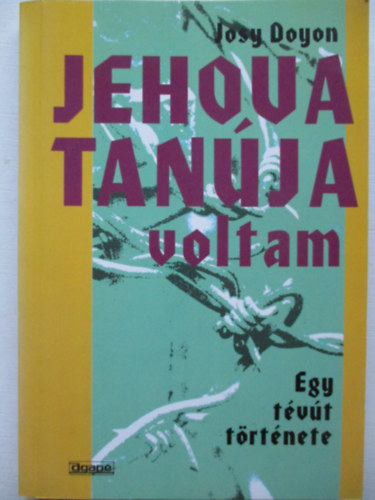 Josy Doyon
JEHOVA
TANÚJA
voltam
Egy
tévút
története
agape